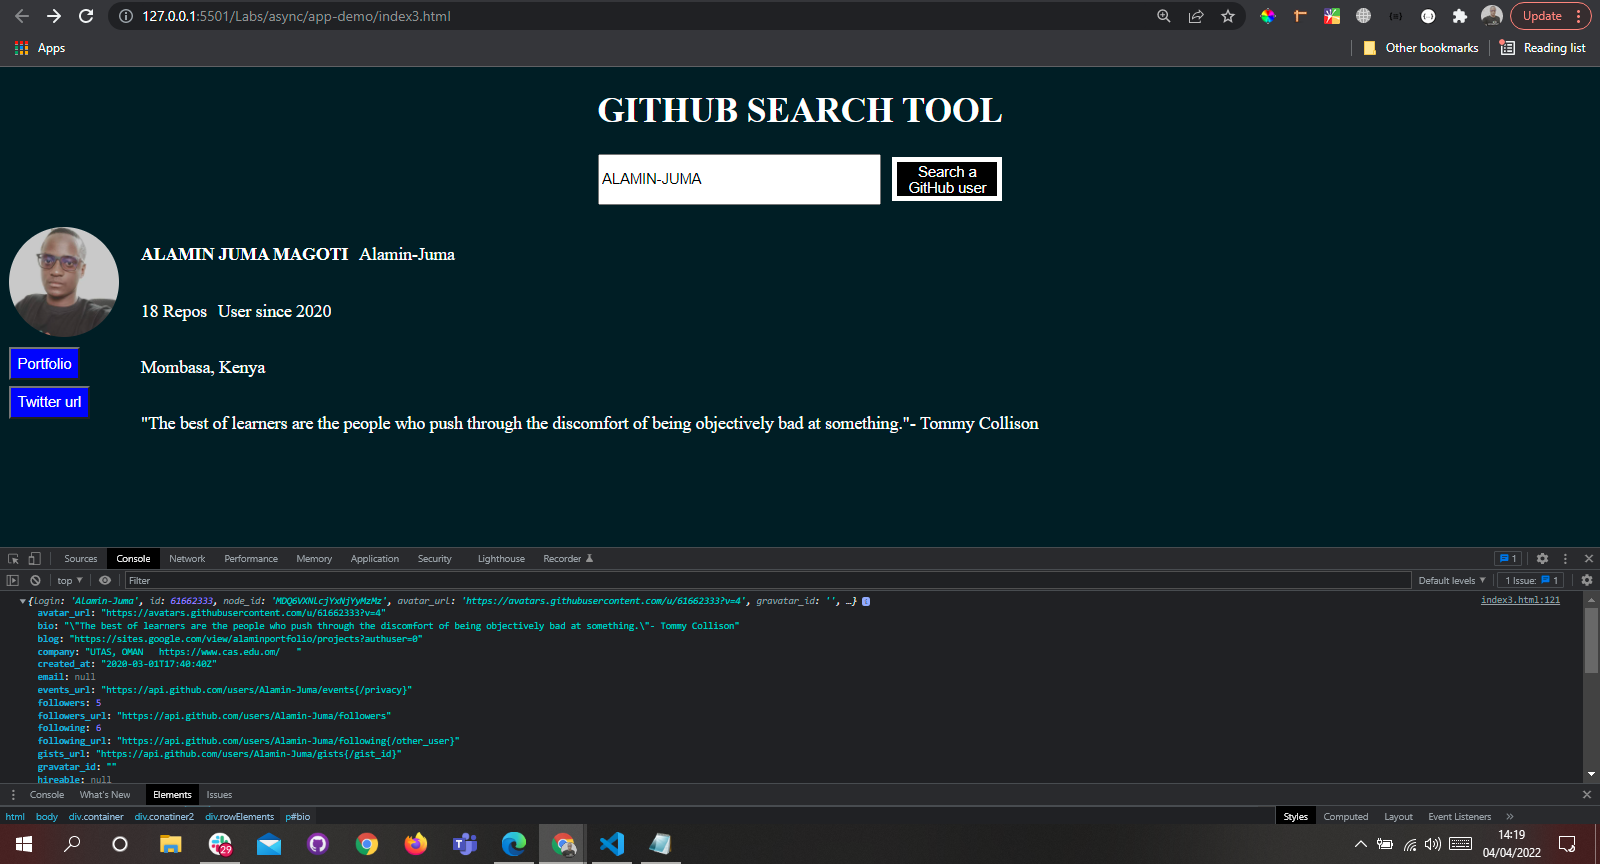 127.0.0.1:5501/Labs/async/app-demo/index3.html
Update
Apps
Other bookmarks
Reading list
GITHUB SEARCH TOOL
ALAMIN-JUMA
Search a
GitHub user
ALAMIN JUMA MAGOTI Alamin-Juma
18 Repos User since 2020
Portfolio
Mombasa, Kenya
Twitter url
"The best of learners are the people who push through the discomfort of being objectively bad at something."- Tommy Collison
Sources Console Network Performance Memory Application Security Lighthouse Recorder 1
top Filter Default levels 1 Issue: 1
{login: 'Alamin-Juma', id: 61662333, node_id: 'MDQ6VXNlcjYxNjYyMzMz', avatar_url: 'https://avatars.githubusercontent.com/u/61662333?v=4', gravatar_id: '', …} index3.html:121
avatar_url: "https://avatars.githubusercontent.com/u/61662333?v=4"
bio: "\"The best of learners are the people who push through the discomfort of being objectively bad at something.\"- Tommy Collison"
blog: "https://sites.google.com/view/alaminportfolio/projects?authuser=0"
company: "UTAS, OMAN https://www.cas.edu.om/ "
created_at: "2020-03-01T17:40:40Z"
email: null
events_url: "https://api.github.com/users/Alamin-Juma/events{/privacy}"
followers: 5
followers_url: "https://api.github.com/users/Alamin-Juma/followers"
following: 6
following_url: "https://api.github.com/users/Alamin-Juma/following{/other_user}"
gists_url: "https://api.github.com/users/Alamin-Juma/gists{/gist_id}"
gravatar_id: ""
hireable: null
Console What's New Elements Issues
html body div.container div.conatiner2 div.rowElements p#bio Styles Computed Layout Event Listeners »
29
14:19
04/04/2022